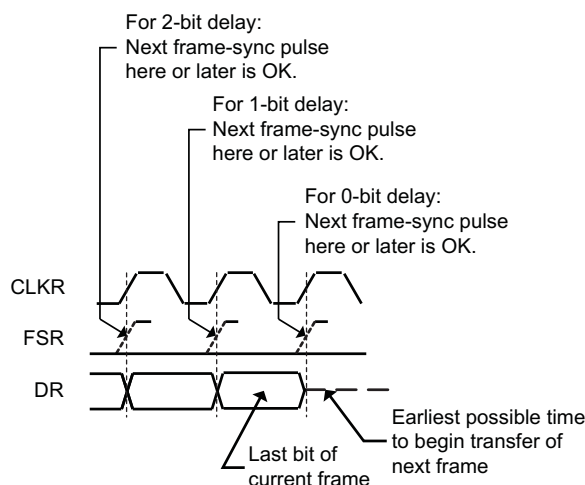 For 2-bit delay:
Next frame-sync pulse
here or later is OK.
For 1-bit delay:
Next frame-sync pulse
here or later is OK.
For 0-bit delay:
Next frame-sync pulse
here or later is OK.
CLKR
FSR
DR
Earliest possible time
to begin transfer of
next frame
Last bit of
current frame